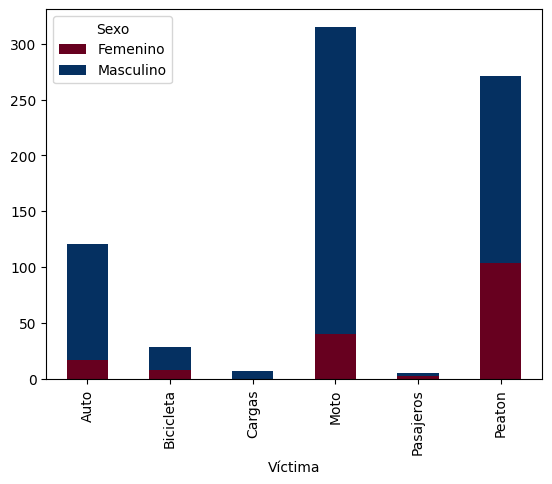 Sexo
Femenino
Masculino
300
250
200
150
100
50
0
Auto
Bicicleta
Cargas
Moto
Pasajeros
Peaton
Víctima